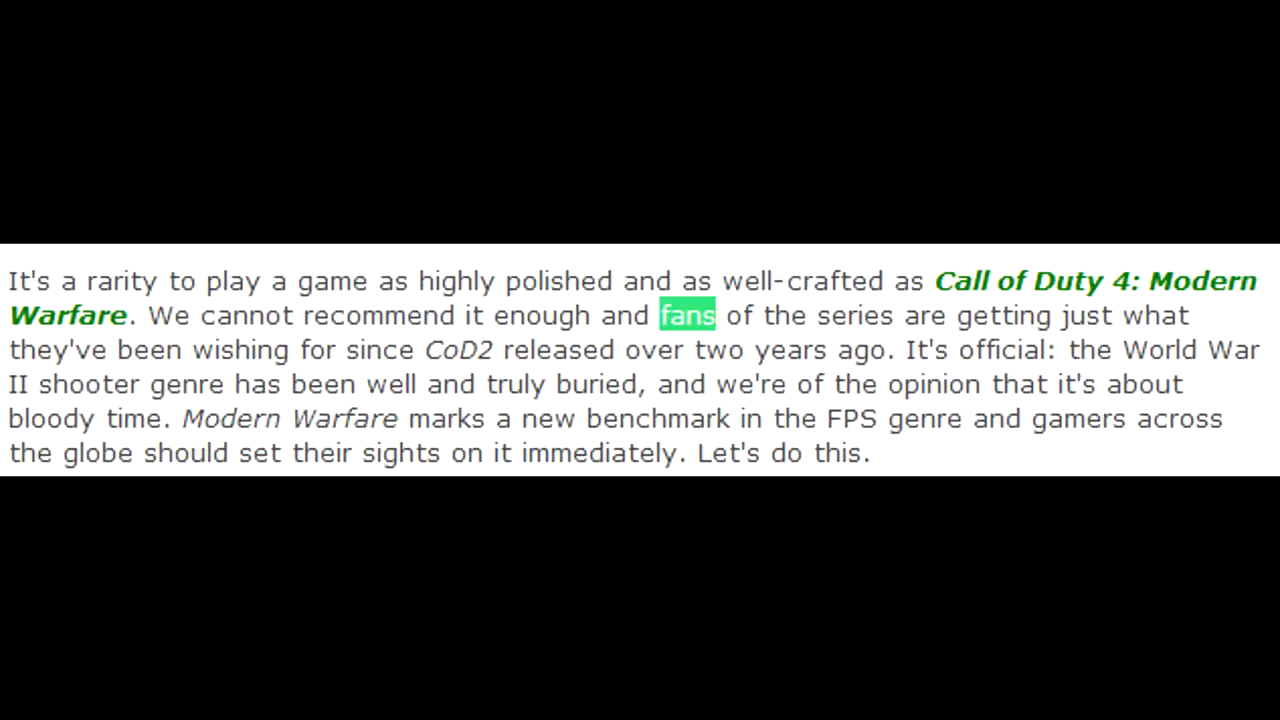 It's a rarity to play a game as highly polished and as well-crafted as Call of Duty 4: Modern
Warfare. We cannot recommend it enough and fans of the series are getting just what
they've been wishing for since CoD2 released over two years ago. It's official: the World War
II shooter genre has been well and truly buried, and we're of the opinion that it's about
bloody time. Modern Warfare marks a new benchmark in the FPS genre and gamers across
the globe should set their sights on it immediately. Let's do this.